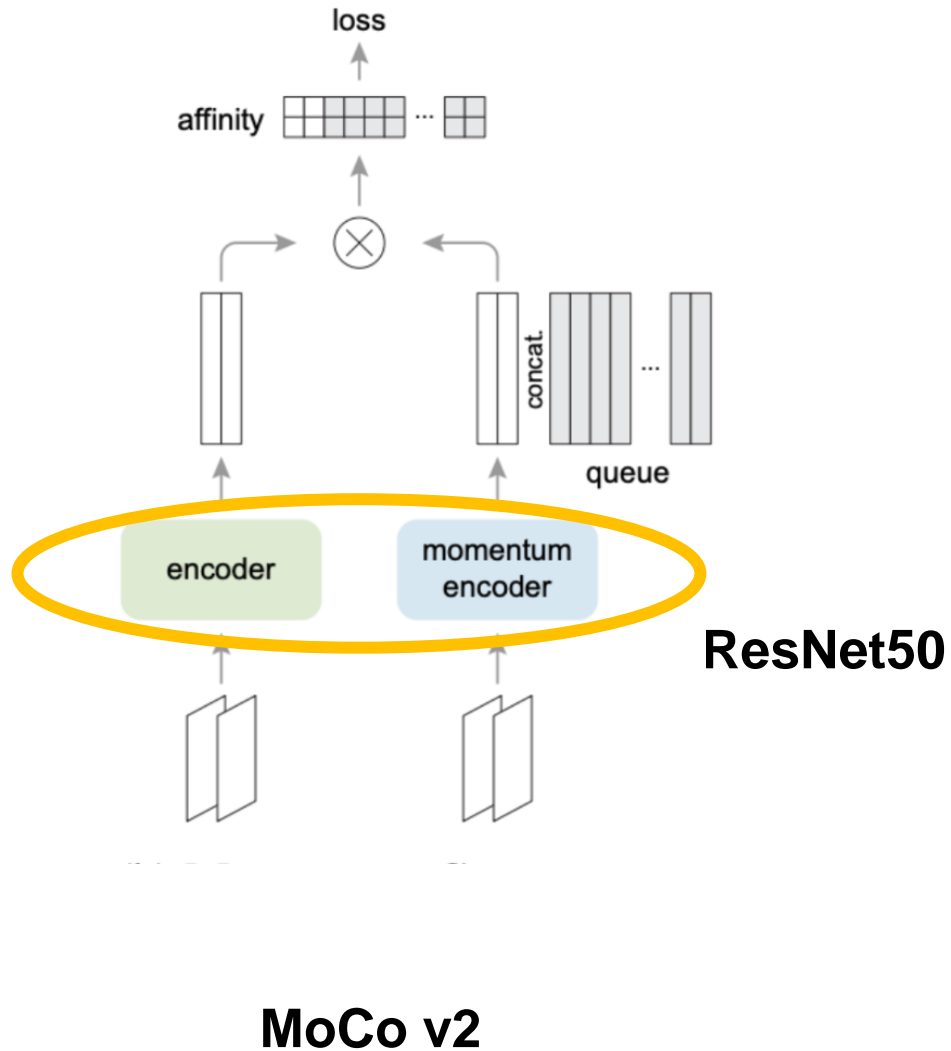 loss
affinity
...
concat.
...
queue
encoder
momentum
encoder
ResNet50
MoCo v2